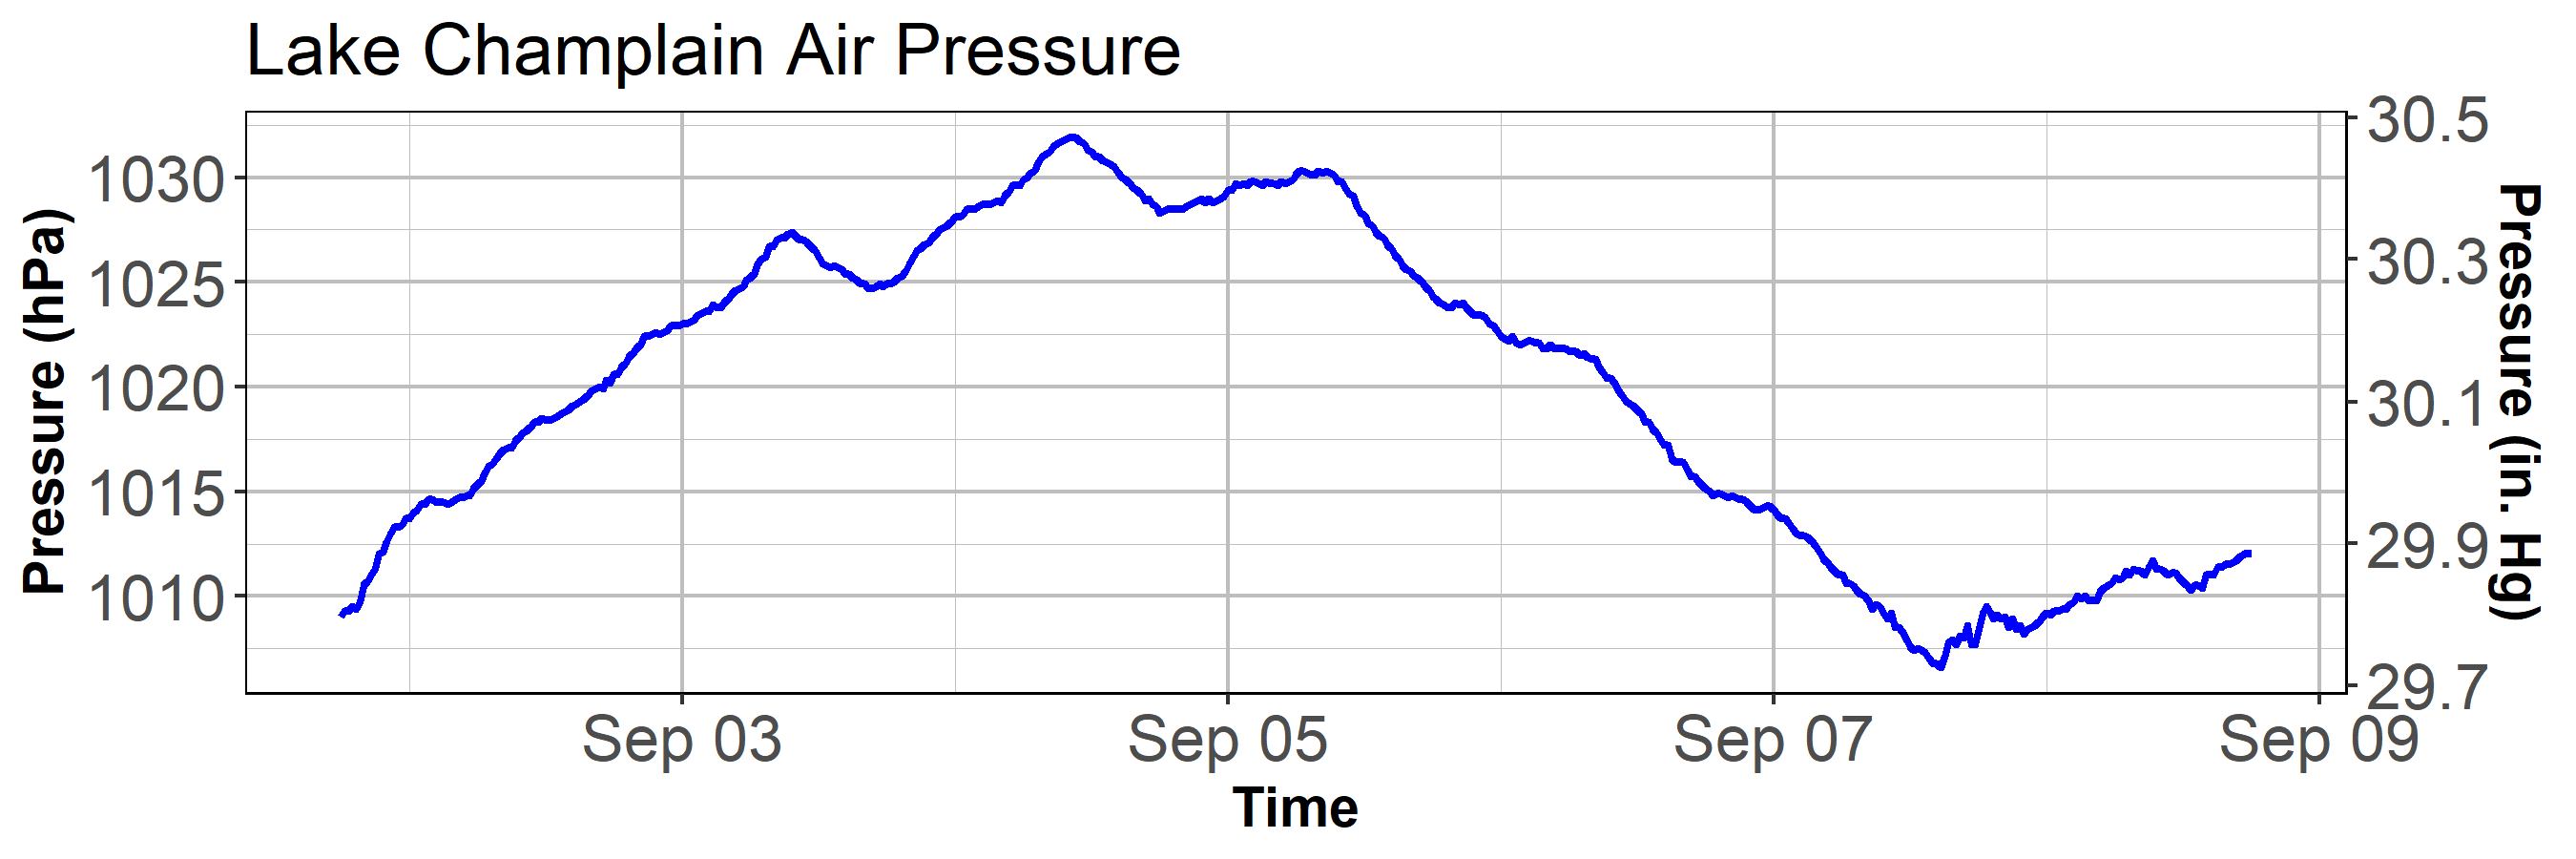 Lake Champlain Air Pressure
Pressure (hPa)
1030
1025
1020
1015
1010
30.5
30.3
30.1
29.9
29.7
Pressure (in. Hg)
Sep 03 Sep 05 Sep 07 Sep 09
Time